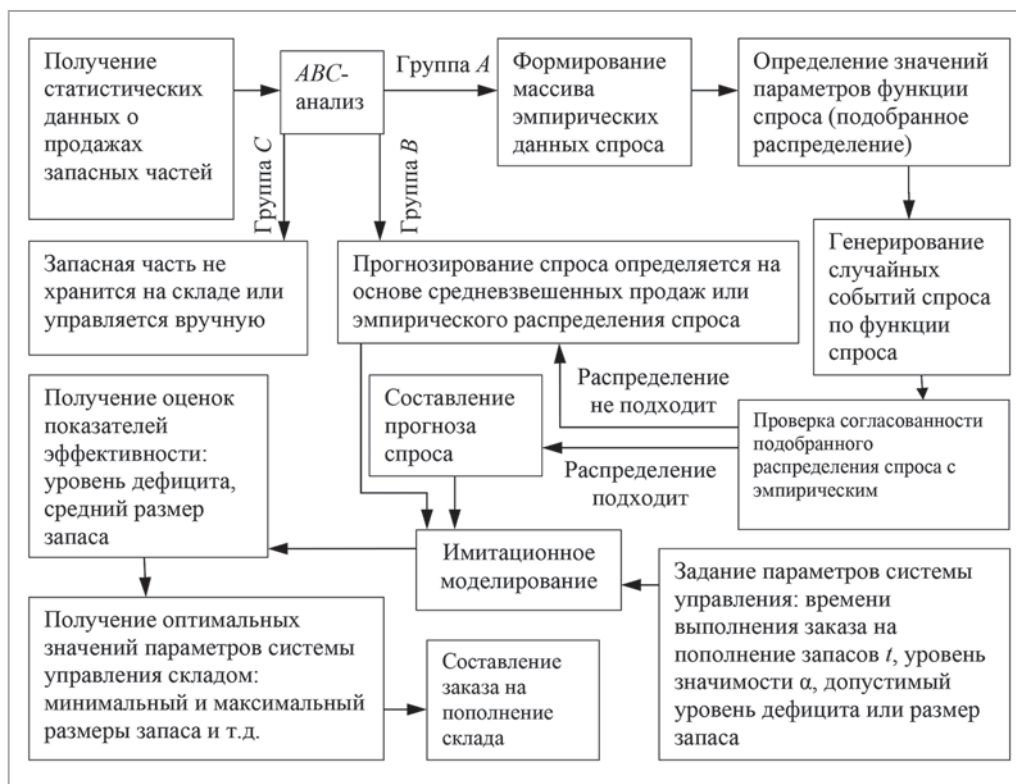 Получение
статистических
данных о
продажах
запасных частей
ABC-
анализ
Группа A
Формирование
массива
эмпирических
данных спроса
Определение значений
параметров функции
спроса (подобранное
распределение)
Группа C
Группа B
Запасная часть не
хранится на складе или
управляется вручную
Прогнозирование спроса определяется на
основе средневзвешенных продаж или
эмпирического распределения спроса
Генерирование
случайных
событий спроса
по функции
спроса
Распределение
не подходит
Проверка согласованности
подобранного
распределения спроса с
эмпирическим
Распределение
подходит
Составление
прогноза
спроса
Получение оценок
показателей
эффективности:
уровень дефицита,
средний размер
запаса
Имитационное
моделирование
Задание параметров системы
управления: времени
выполнения заказа на
пополнение запасов t, уровень
значимости α, допустимый
уровень дефицита или размер
запаса
Получение оптимальных
значений параметров системы
управления складом:
минимальный и максимальный
размеры запаса и т.д.
Составление
заказа на
пополнение
склада